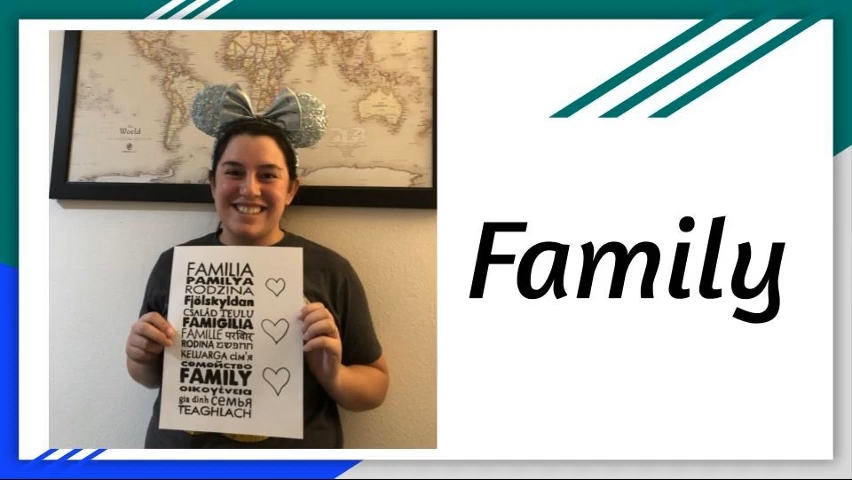 World
FAMILIA
PAMILYA
RODZINA
Fjölskyldan
CSALÁD TEULU
FAMIGILIA
FAMILLE परिवार
RODINA משפחה
KELUARGA сім'я
семейство
FAMILY
οικογένεια
gia đình семья
TEAGHLACH
Family